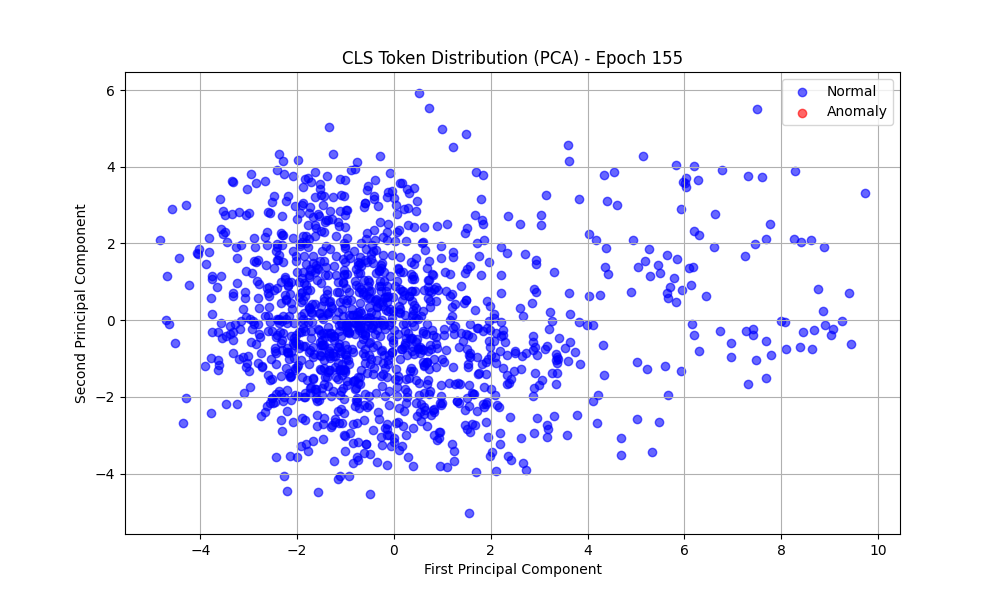 CLS Token Distribution (PCA) - Epoch 155
Normal
Anomaly
6
4
2
0
−2
−4
Second Principal Component
−4 −2 0 2 4 6 8 10
First Principal Component